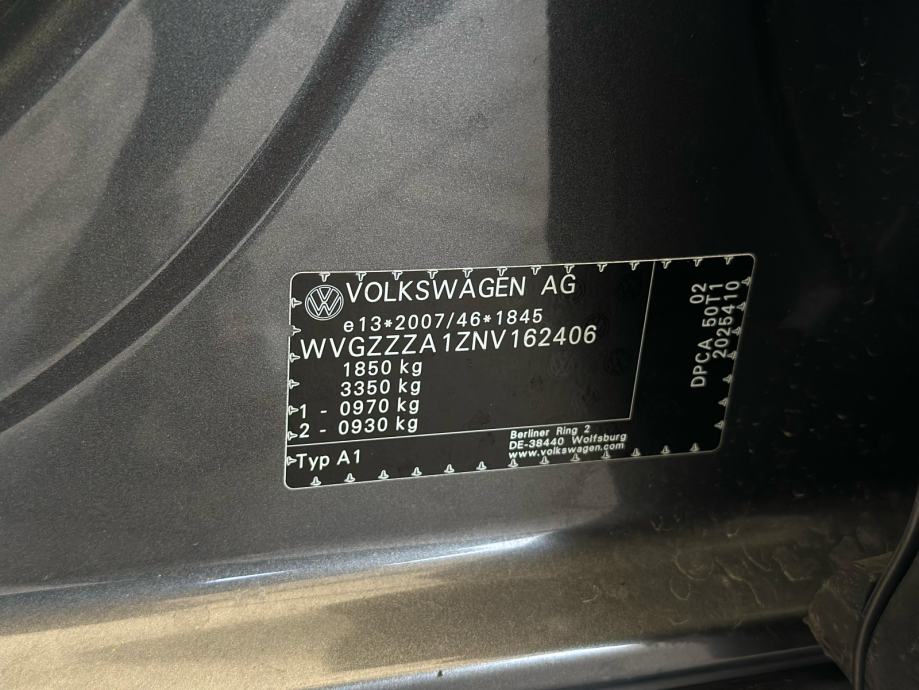 VOLKSWAGEN AG
e13*2007/46*1845
WVGZZZA1ZNV162406
1850 kg
3350 kg
1 - 0970 kg
2 - 0930 kg
Typ A1
Berliner Ring 2
DE-38440 Wolfsburg
www.volkswagen.com
02
DPCA 50T1
2025410